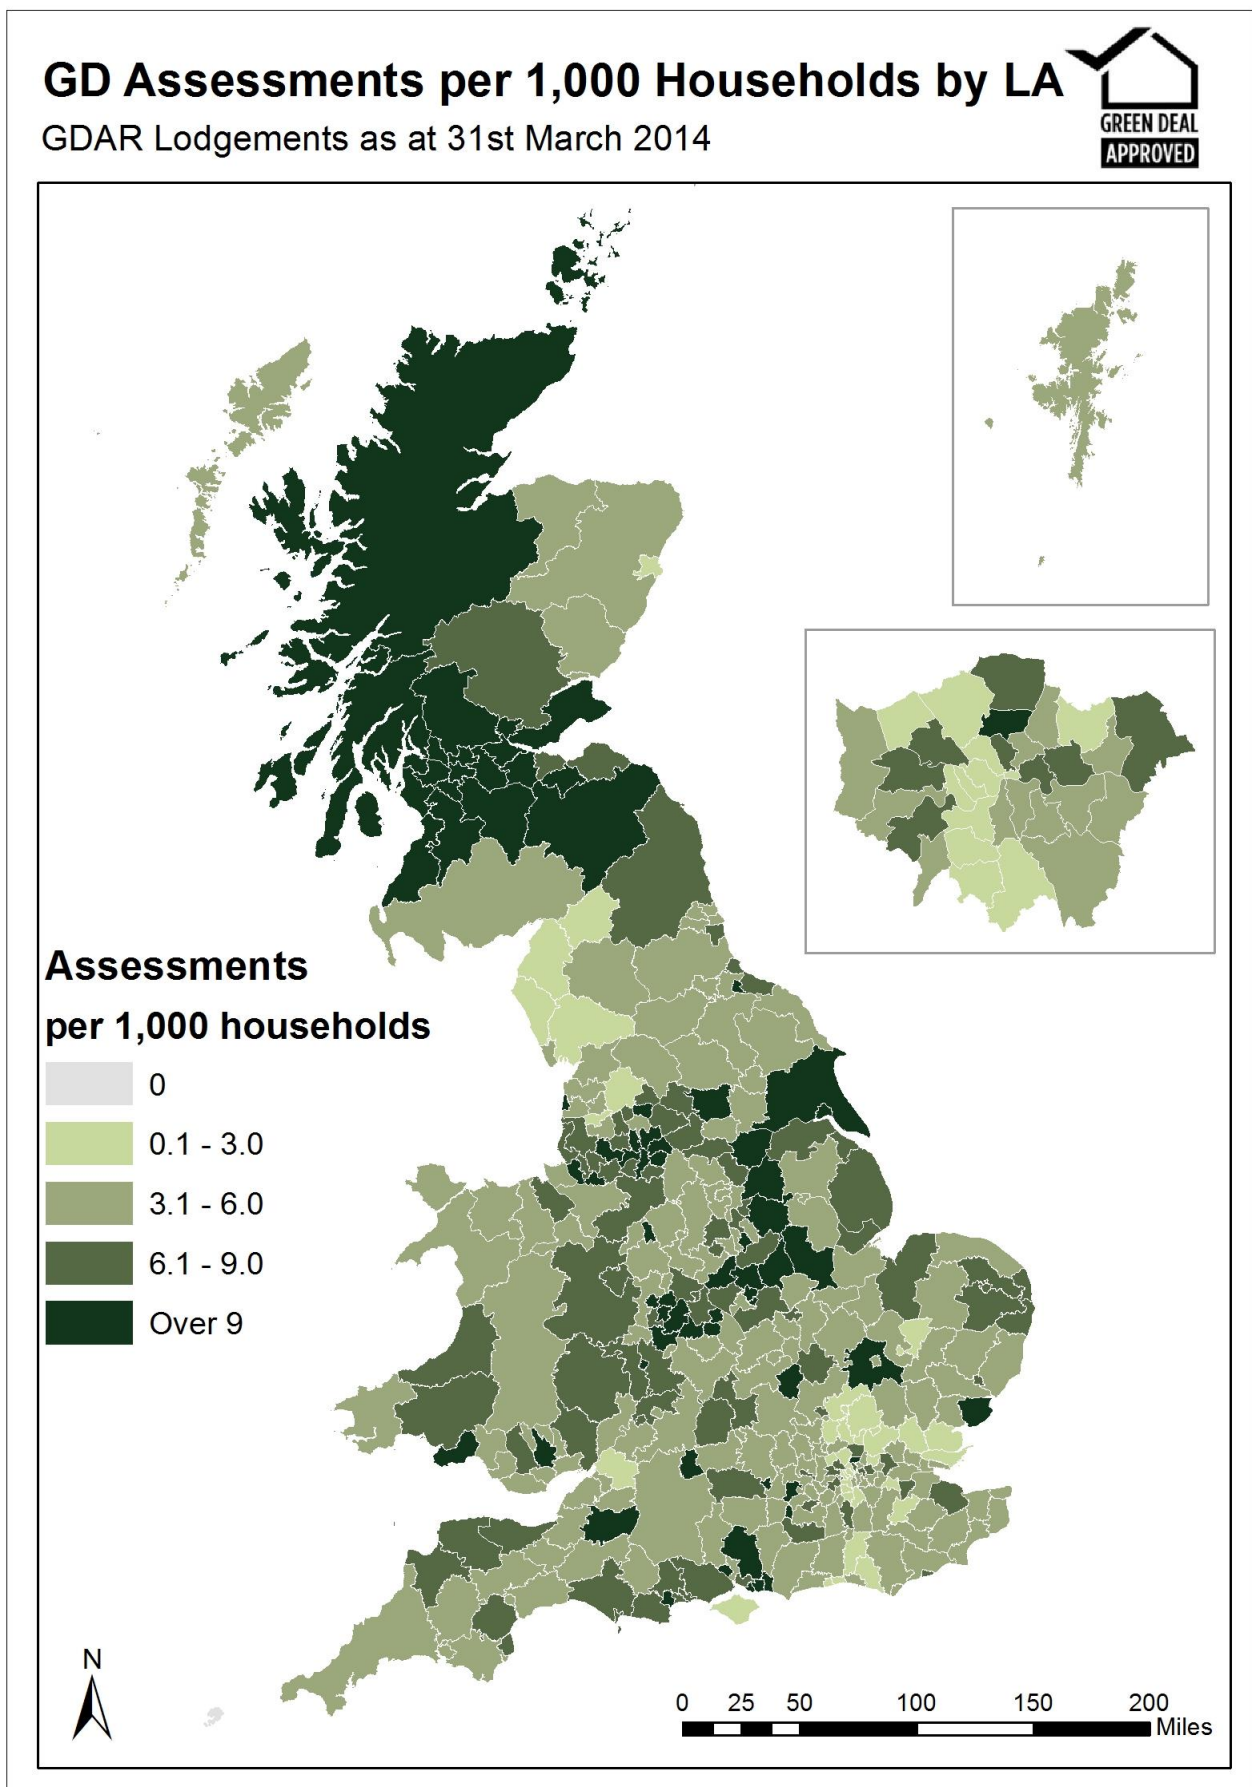 GD Assessments per 1,000 Households by LA
GDAR Lodgements as at 31st March 2014
GREEN DEAL
APPROVED
Assessments
per 1,000 households
0
0.1 - 3.0
3.1 - 6.0
6.1 - 9.0
Over 9
N
0 25 50 100 150 200
Miles